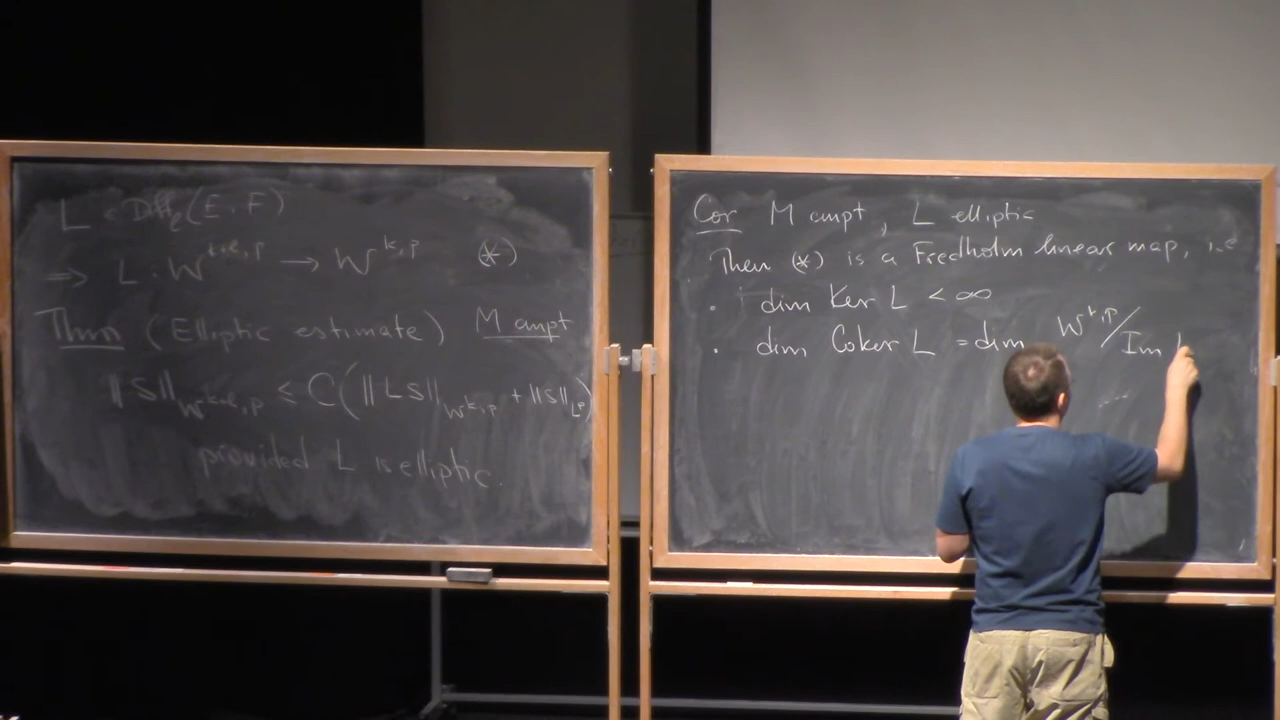 L ∈ Diff_ℓ(E, F)
⇒ L : W^{k+ℓ,p} → W^{k,p} (*)
Thm (Elliptic estimate) M cmpt
‖s‖_{W^{k+ℓ,p}} ≤ C(‖Ls‖_{W^{k,p}} + ‖s‖_{L^p})
provided L is elliptic.
Cor M cmpt, L elliptic
Then (*) is a Fredholm linear map, i.e
· dim Ker L < ∞
· dim Coker L = dim W^{k,p}/Im L